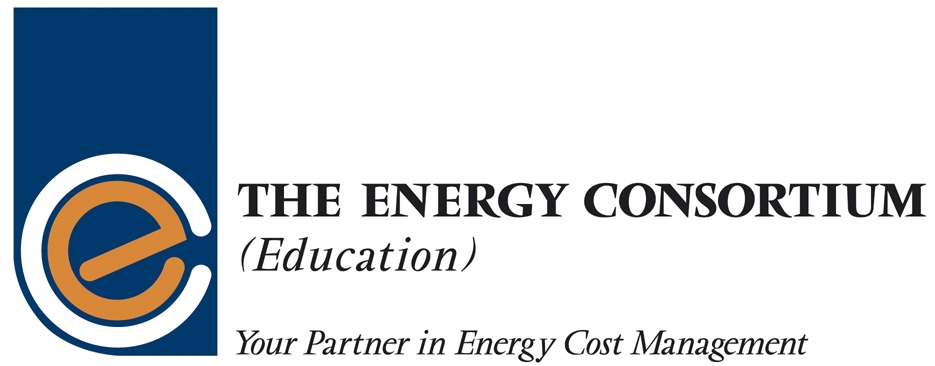 THE ENERGY CONSORTIUM
(Education)
Your Partner in Energy Cost Management